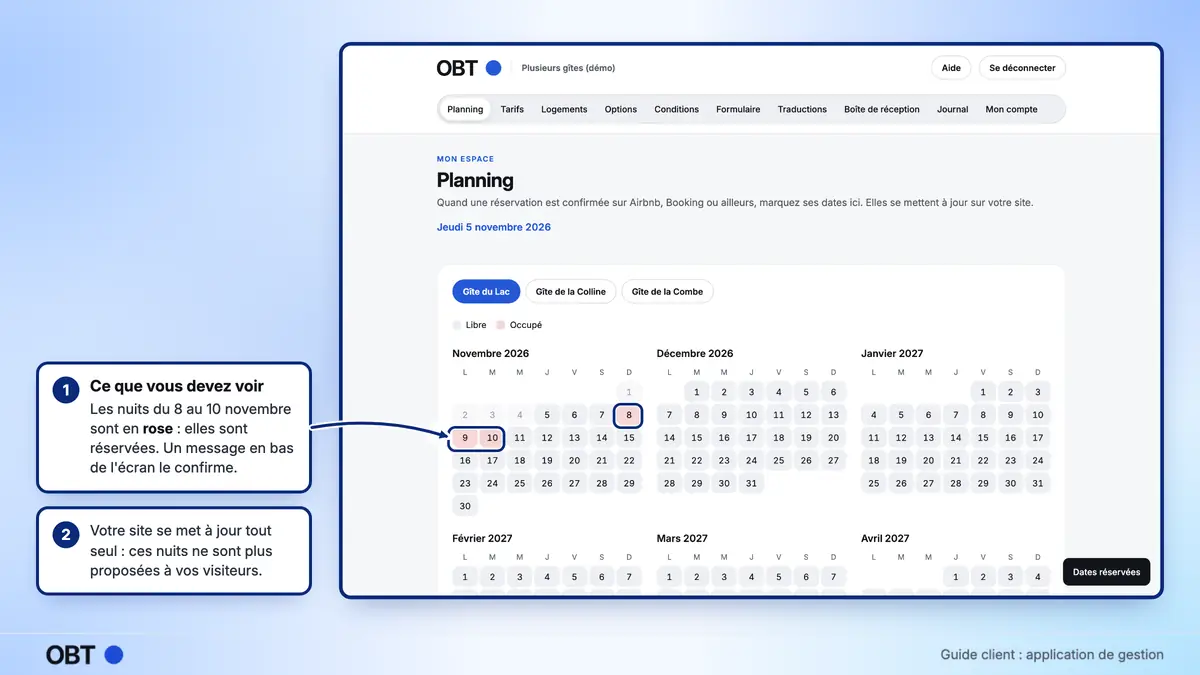 OBT
Plusieurs gîtes (démo)
Aide
Se déconnecter
Planning
Tarifs
Logements
Options
Conditions
Formulaire
Traductions
Boîte de réception
Journal
Mon compte
MON ESPACE
Planning
Quand une réservation est confirmée sur Airbnb, Booking ou ailleurs, marquez ses dates ici. Elles se mettent à jour sur votre site.
Jeudi 5 novembre 2026
Gîte du Lac
Gîte de la Colline
Gîte de la Combe
Libre
Occupé
Novembre 2026
L M M J V S D
1
2 3 4 5 6 7 8
9 10 11 12 13 14 15
16 17 18 19 20 21 22
23 24 25 26 27 28 29
30
Décembre 2026
L M M J V S D
1 2 3 4 5 6
7 8 9 10 11 12 13
14 15 16 17 18 19 20
21 22 23 24 25 26 27
28 29 30 31
Janvier 2027
L M M J V S D
1 2 3
4 5 6 7 8 9 10
11 12 13 14 15 16 17
18 19 20 21 22 23 24
25 26 27 28 29 30 31
Février 2027
L M M J V S D
1 2 3 4 5 6 7
Mars 2027
L M M J V S D
1 2 3 4 5 6 7
Avril 2027
L M M J V S D
1 2 3 4
Dates réservées
1
Ce que vous devez voir
Les nuits du 8 au 10 novembre
sont en rose : elles sont
réservées. Un message en bas
de l'écran le confirme.
2
Votre site se met à jour tout
seul : ces nuits ne sont plus
proposées à vos visiteurs.
OBT
Guide client : application de gestion